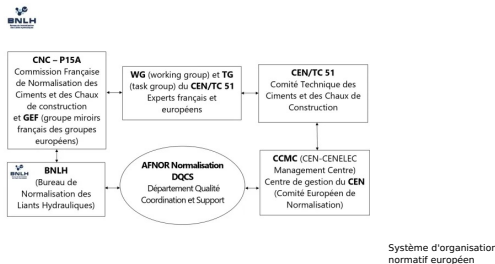 BNLH
CNC – P15A
Commission Française
de Normalisation des
Ciments et des Chaux
de construction
et GEF (groupe miroirs
français des groupes
européens)
WG (working group) et TG
(task group) du CEN/TC 51
Experts français et
européens
CEN/TC 51
Comité Technique des
Ciments et des Chaux de
Construction
BNLH
BNLH
(Bureau de
Normalisation des
Liants Hydrauliques)
AFNOR Normalisation
DQCS
Département Qualité
Coordination et Support
CCMC (CEN-CENELEC
Management Centre)
Centre de gestion du CEN
(Comité Européen de
Normalisation)
Système d'organisation
normatif européen